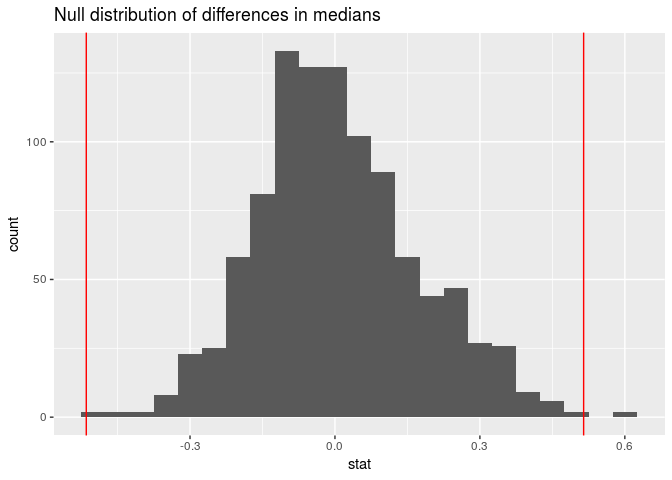 Null distribution of differences in medians
100
50
0
count
-0.3
0.0
0.3
0.6
stat